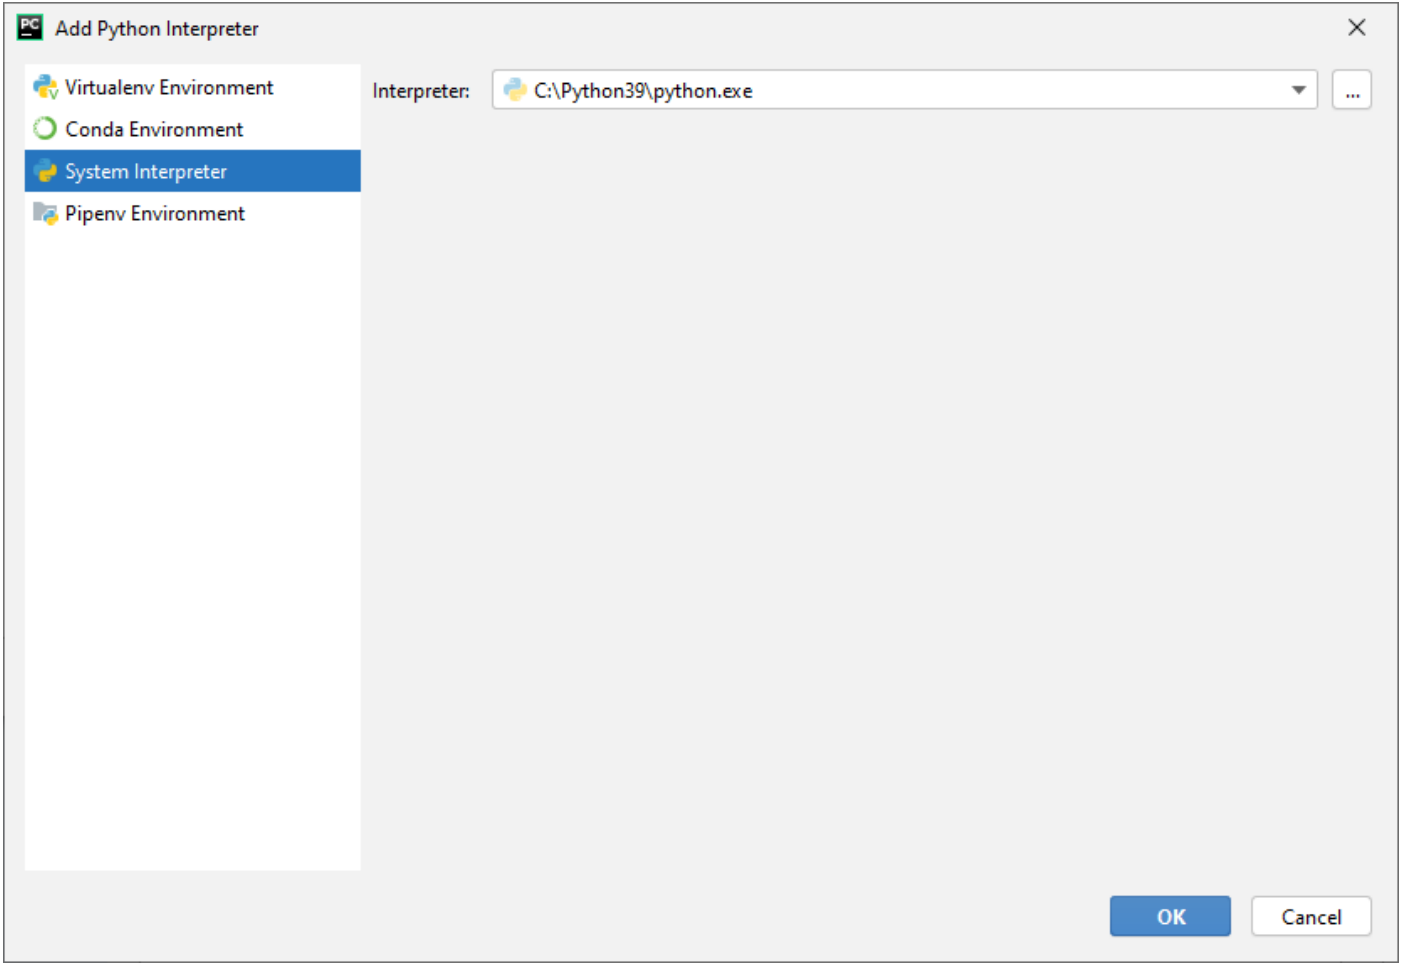 PC Add Python Interpreter
Virtualenv Environment
Conda Environment
System Interpreter
Pipenv Environment
Interpreter: C:\Python39\python.exe ...
OK Cancel